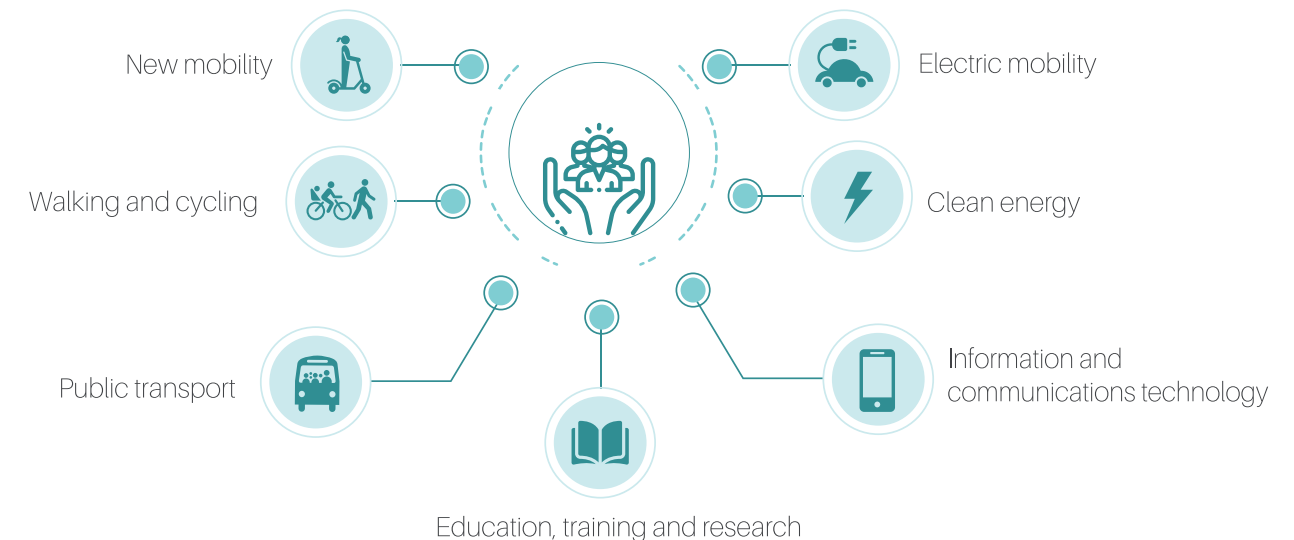 New mobility
Electric mobility
Walking and cycling
Clean energy
Public transport
Information and
communications technology
Education, training and research